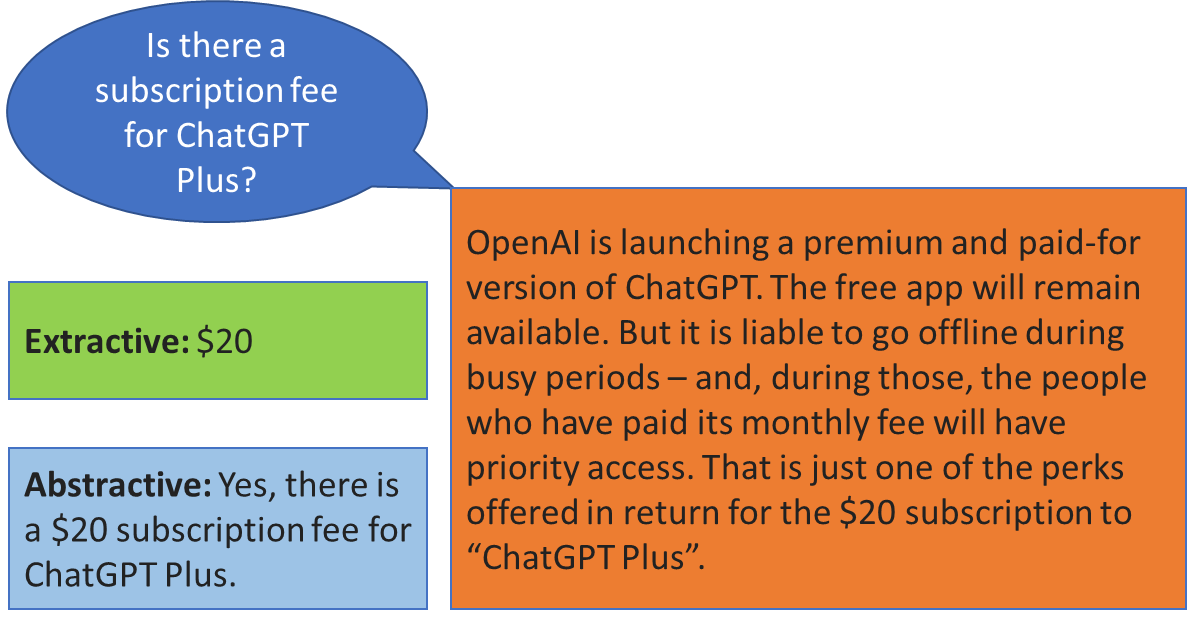 Is there a
subscription fee
for ChatGPT
Plus?
OpenAI is launching a premium and paid-for
version of ChatGPT. The free app will remain
available. But it is liable to go offline during
busy periods – and, during those, the people
who have paid its monthly fee will have
priority access. That is just one of the perks
offered in return for the $20 subscription to
“ChatGPT Plus”.
Extractive: $20
Abstractive: Yes, there is
a $20 subscription fee for
ChatGPT Plus.